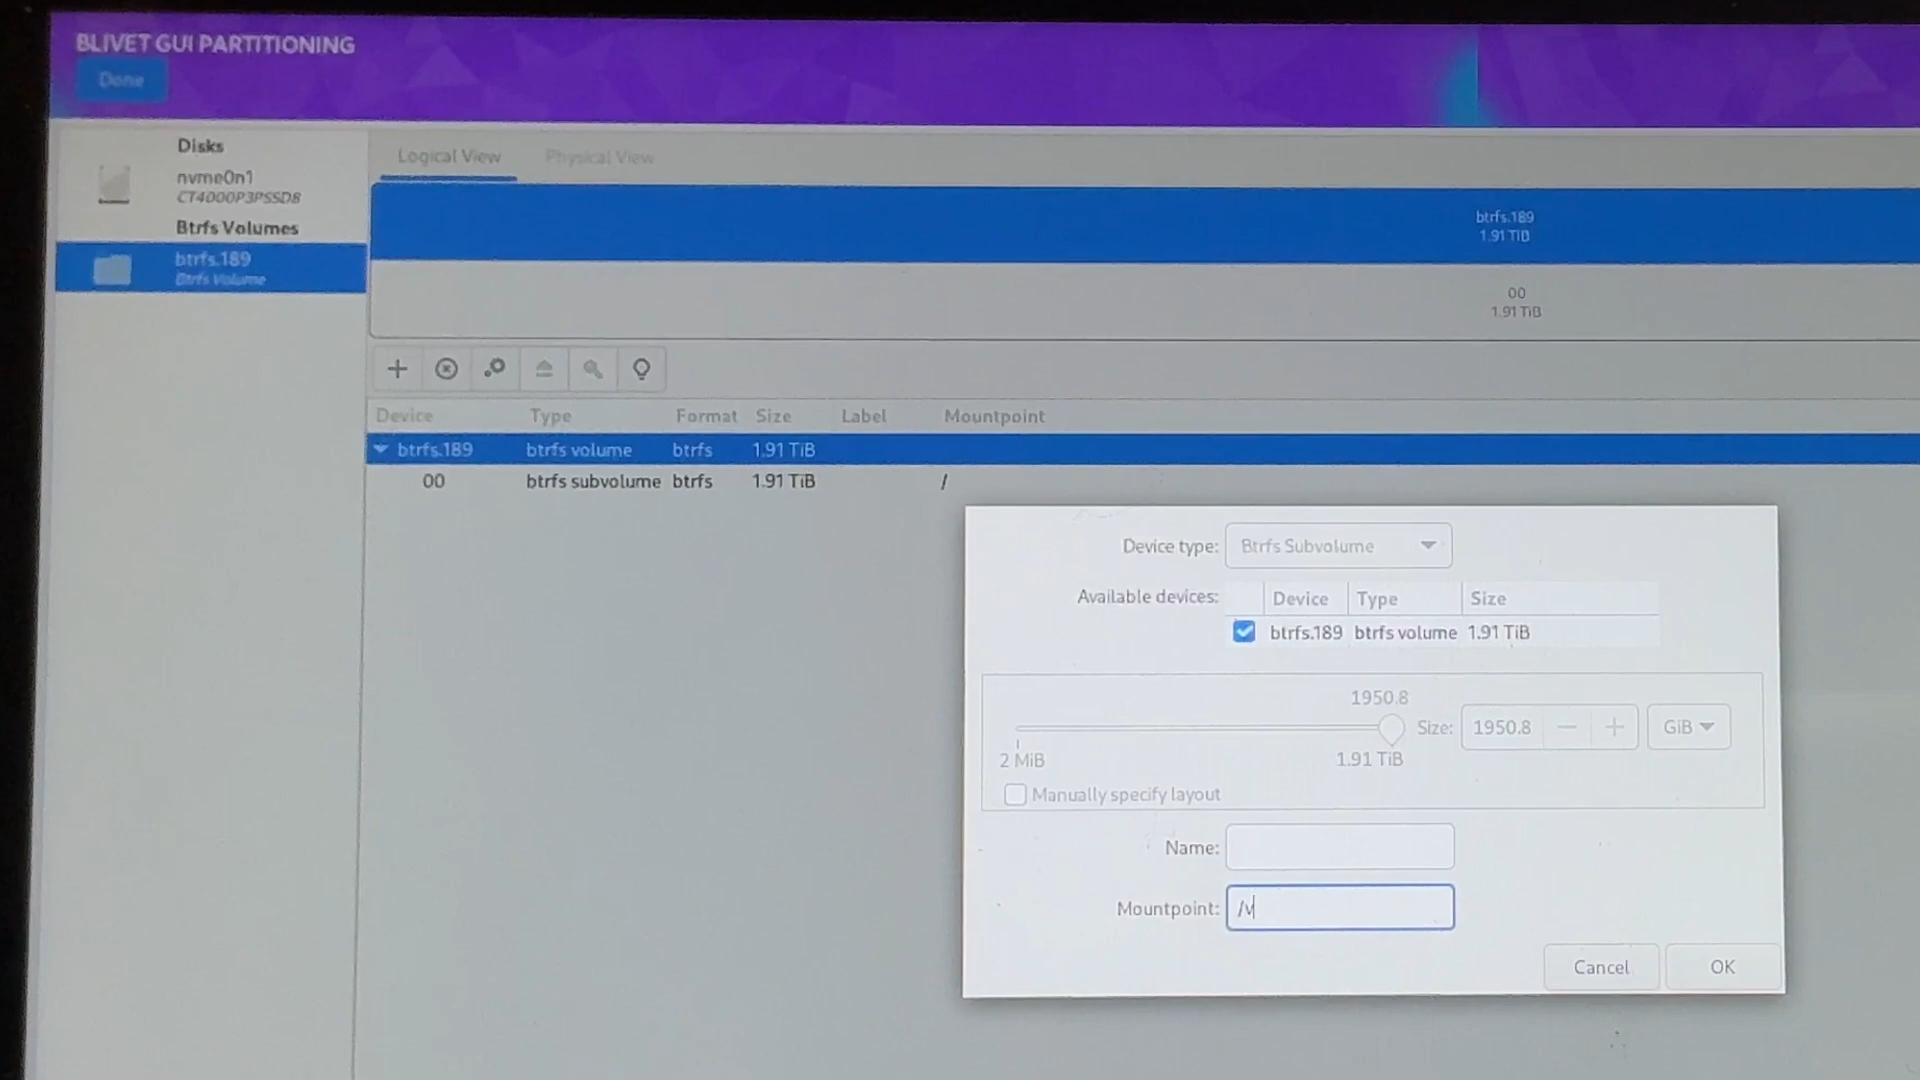 BLIVET GUI PARTITIONING
Done
Disks
nvme0n1
CT4000P3PSSD8
Btrfs Volumes
btrfs.189
Btrfs Volume
Logical View
Physical View
btrfs.189
1.91 TiB
00
1.91 TiB
Device Type Format Size Label Mountpoint
btrfs.189 btrfs volume btrfs 1.91 TiB
00 btrfs subvolume btrfs 1.91 TiB /
Device type: Btrfs Subvolume
Available devices: Device Type Size
btrfs.189 btrfs volume 1.91 TiB
1950.8
Size: 1950.8 − + GiB
2 MiB 1.91 TiB
Manually specify layout
Name:
Mountpoint: /v
Cancel OK